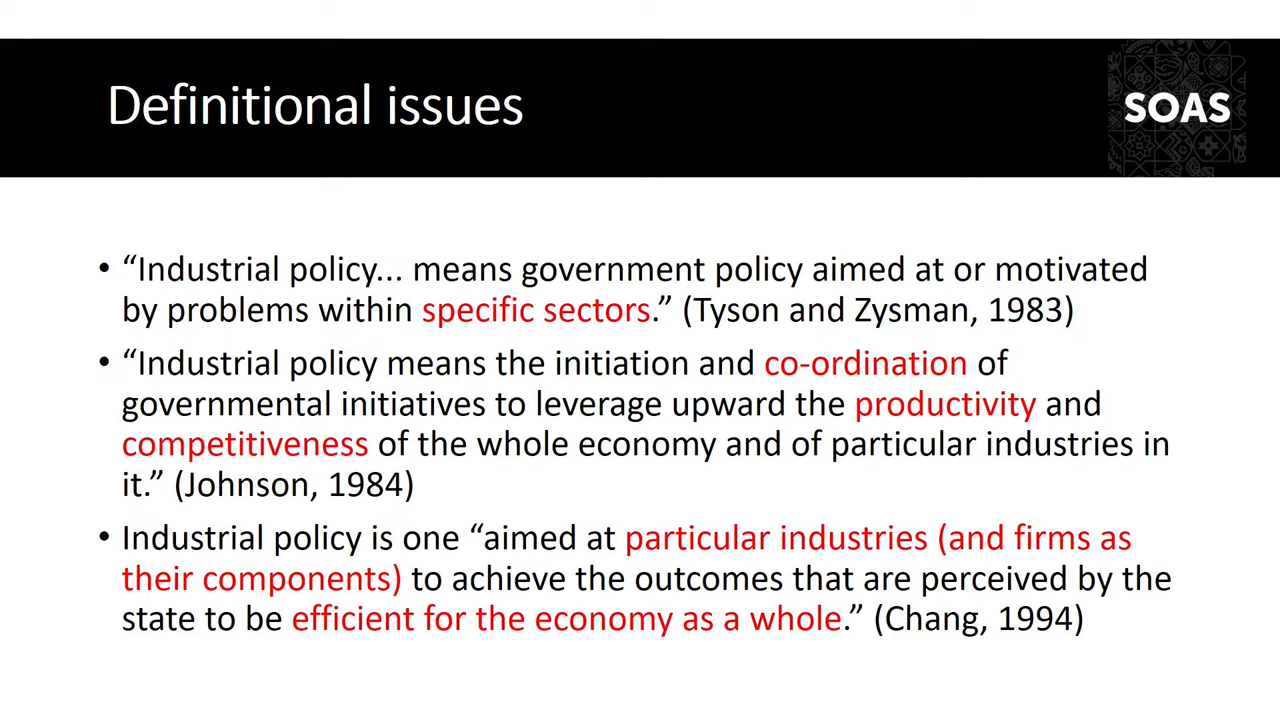 Definitional issues
SOAS
• “Industrial policy... means government policy aimed at or motivated
by problems within specific sectors.” (Tyson and Zysman, 1983)
• “Industrial policy means the initiation and co-ordination of
governmental initiatives to leverage upward the productivity and
competitiveness of the whole economy and of particular industries in
it.” (Johnson, 1984)
• Industrial policy is one “aimed at particular industries (and firms as
their components) to achieve the outcomes that are perceived by the
state to be efficient for the economy as a whole.” (Chang, 1994)